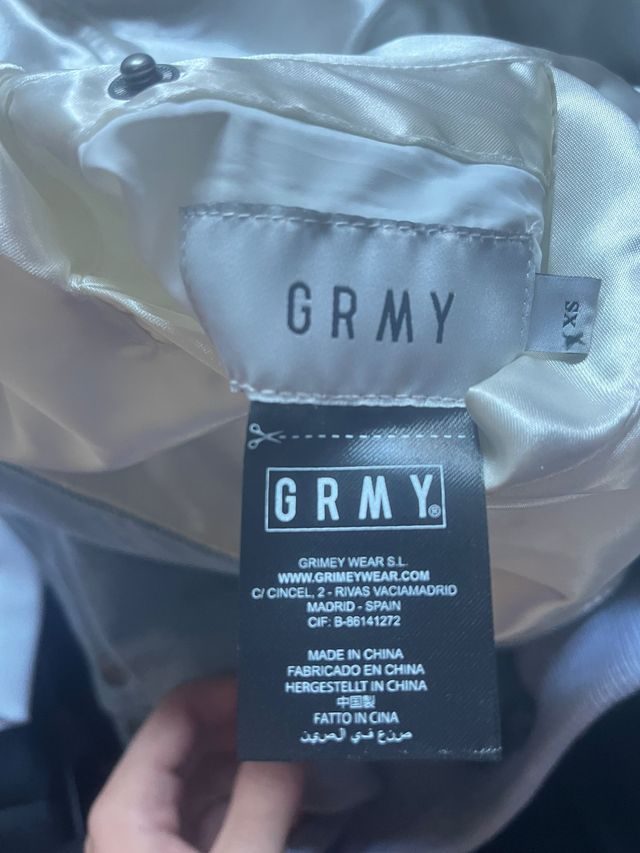 GRMY
XS
GRMY®
GRIMEY WEAR S.L
WWW.GRIMEYWEAR.COM
C/ CINCEL, 2 - RIVAS VACIAMADRID
MADRID - SPAIN
CIF: B-86141272
MADE IN CHINA
FABRICADO EN CHINA
HERGESTELLT IN CHINA
中国製
FATTO IN CINA
صنع في الصين